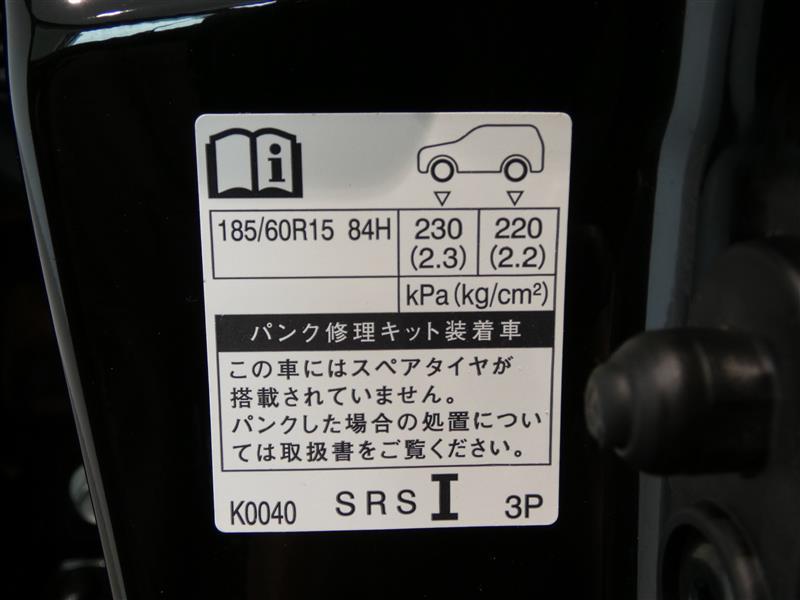 185/60R15 84H 230 (2.3) 220 (2.2)
kPa(kg/cm²)
パンク修理キット装着車
この車にはスペアタイヤが
搭載されていません。
パンクした場合の処置につい
ては取扱書をご覧ください。
K0040 SRS I 3P